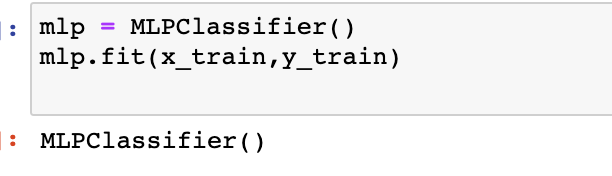 ]: mlp = MLPClassifier()
mlp.fit(x_train,y_train)
]: MLPClassifier()